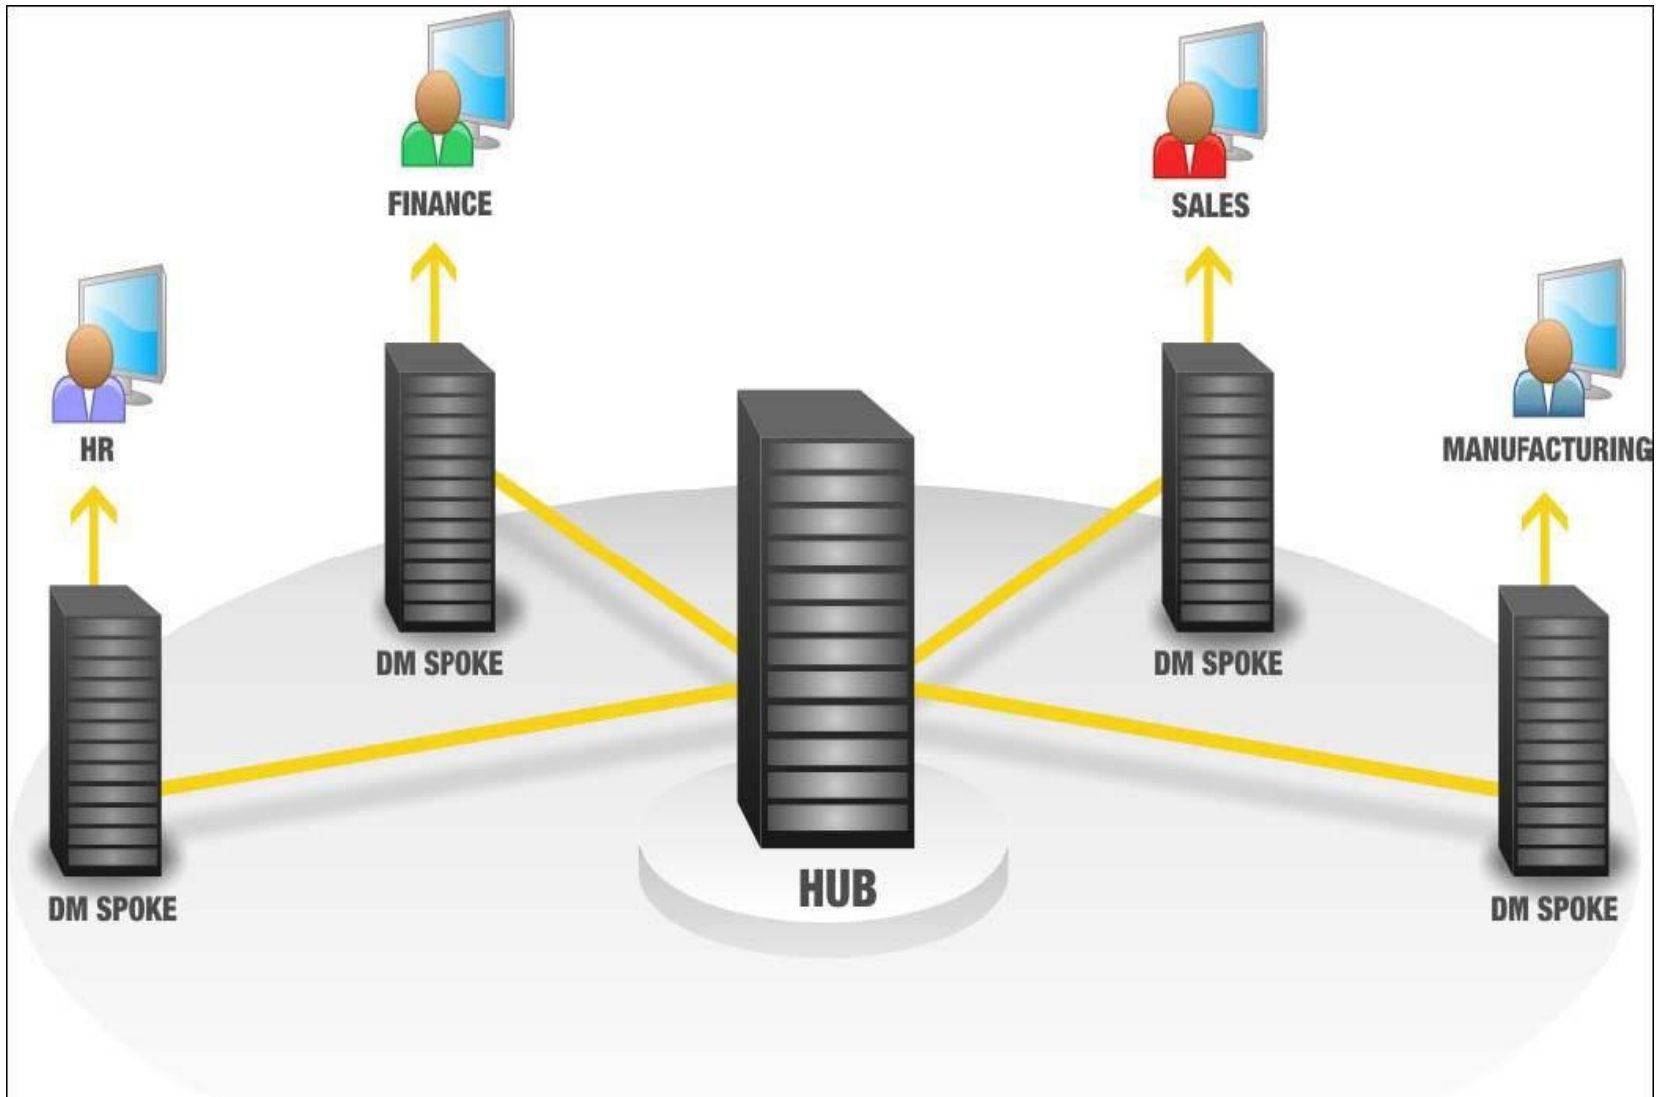 FINANCE
SALES
HR
MANUFACTURING
DM SPOKE
DM SPOKE
HUB
DM SPOKE
DM SPOKE